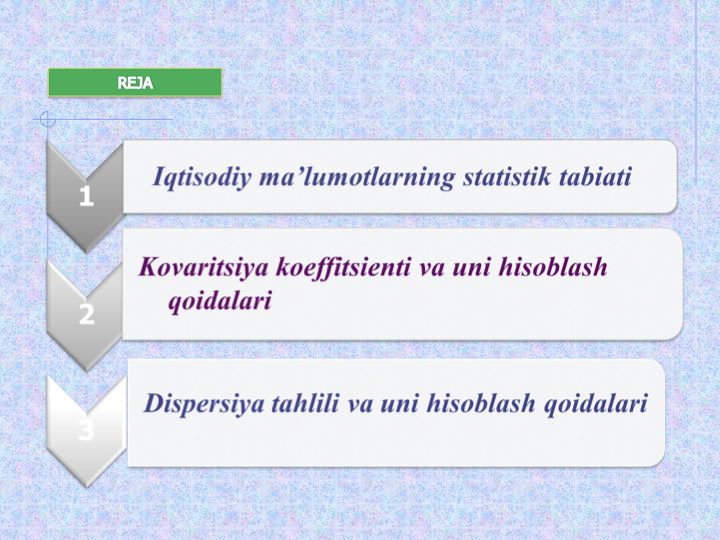 REJA
1
Iqtisodiy ma’lumotlarning statistik tabiati
2
Kovaritsiya koeffitsienti va uni hisoblash
qoidalari
3
Dispersiya tahlili va uni hisoblash qoidalari